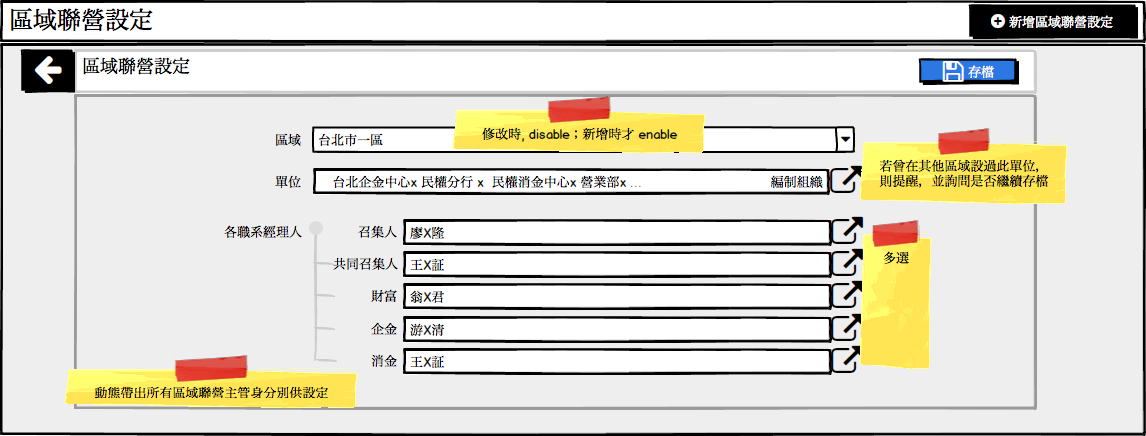 區域聯營設定
新增區域聯營設定
區域聯營設定
存檔
修改時, disable；新增時才 enable
區域
台北市一區
若曾在其他區域設過此單位,
則提醒，並詢問是否繼續存檔
單位
台北企金中心x 民權分行 x 民權消金中心x 營業部x ...
編制組織
各職系經理人
召集人
廖X隆
多選
共同召集人
王X証
財富
翁X君
企金
游X清
消金
王X証
動態帶出所有區域聯營主管身分別供設定